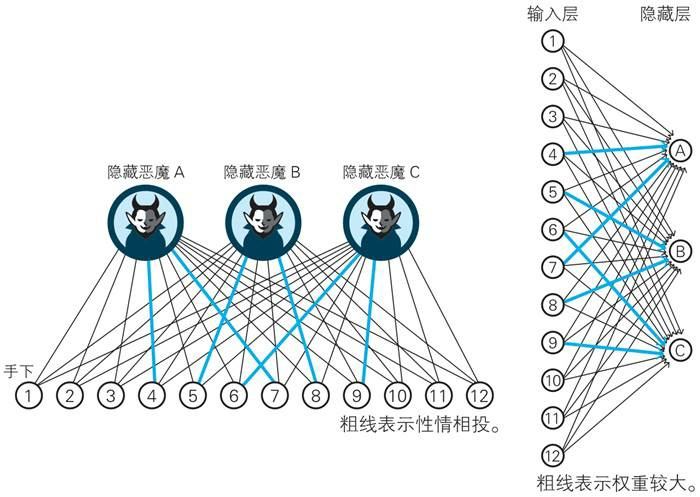 隐藏恶魔 A 隐藏恶魔 B 隐藏恶魔 C
手下
1 2 3 4 5 6 7 8 9 10 11 12
粗线表示性情相投。
输入层 隐藏层
1
2
3
4
A
5
6
B
7
8
9
C
10
11
12
粗线表示权重较大。